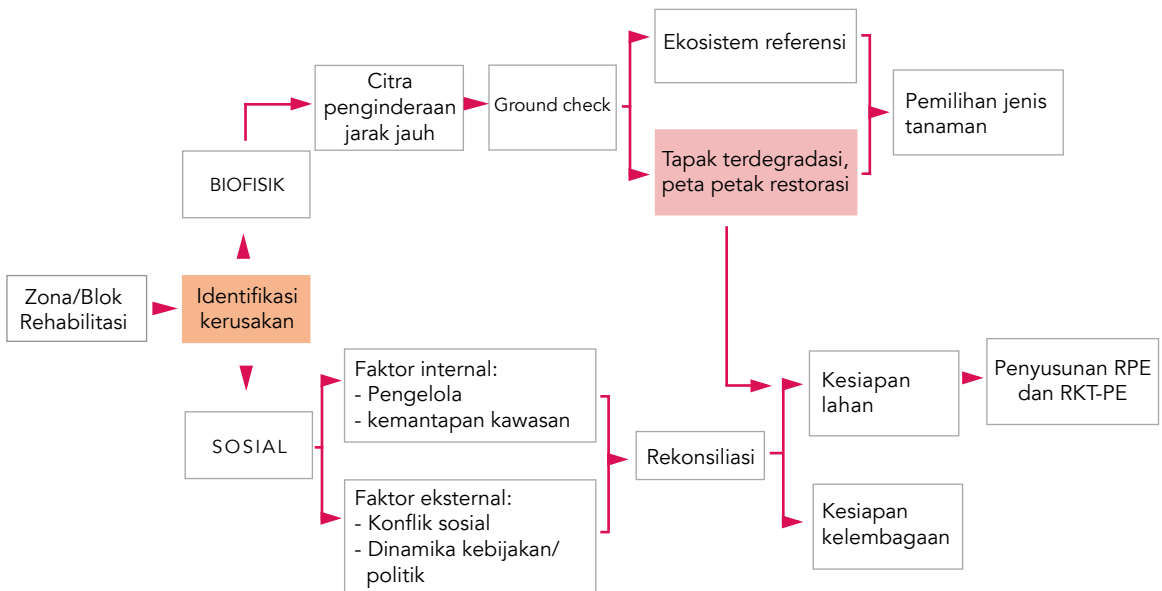 Zona/Blok
Rehabilitasi
Identifikasi
kerusakan
BIOFISIK
Citra
penginderaan
jarak jauh
Ground check
Ekosistem referensi
Tapak terdegradasi,
peta petak restorasi
Pemilihan jenis
tanaman
SOSIAL
Faktor internal:
- Pengelola
- kemantapan kawasan
Faktor eksternal:
- Konflik sosial
- Dinamika kebijakan/
politik
Rekonsiliasi
Kesiapan
lahan
Penyusunan RPE
dan RKT-PE
Kesiapan
kelembagaan